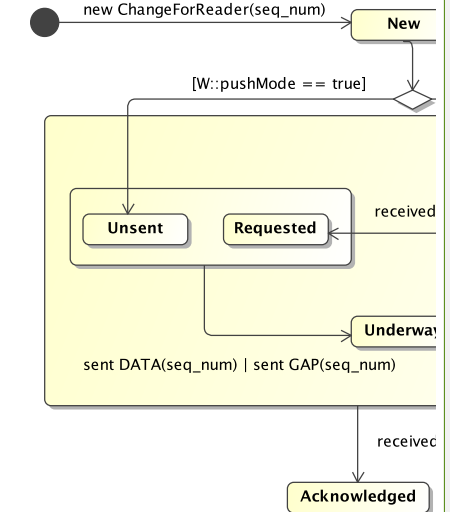 new ChangeForReader(seq_num)
New
[W::pushMode == true]
received
Unsent
Requested
Underway
sent DATA(seq_num) | sent GAP(seq_num)
received
Acknowledged